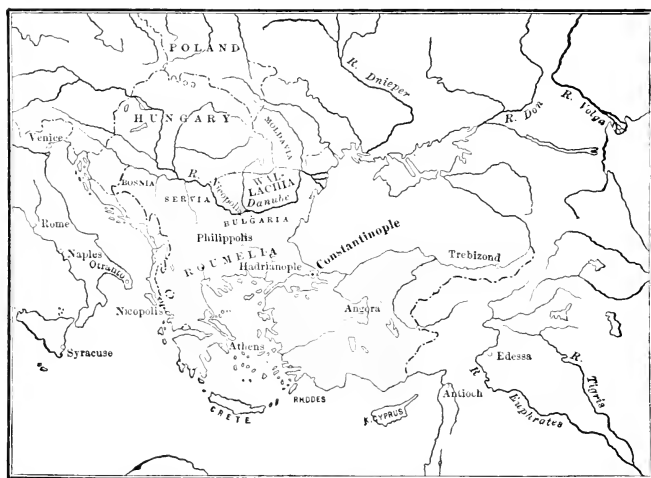 POLAND
R. Dnieper
R. Don
R. Volga
HUNGARY
MOLDAVIA
Venice
BOSNIA
R.
Nicopolis
WAL-
LACHIA
Danube
SERVIA
BULGARIA
Rome
Philippolis
Constantinople
Naples
Otranto
ROUMELIA
Hadrianople
Trebizond
Nicopolis
Angora
Syracuse
Athens
Edessa
R. Tigris
RHODES
Antioch
R. Euphrates
CRETE
K. CYPRUS